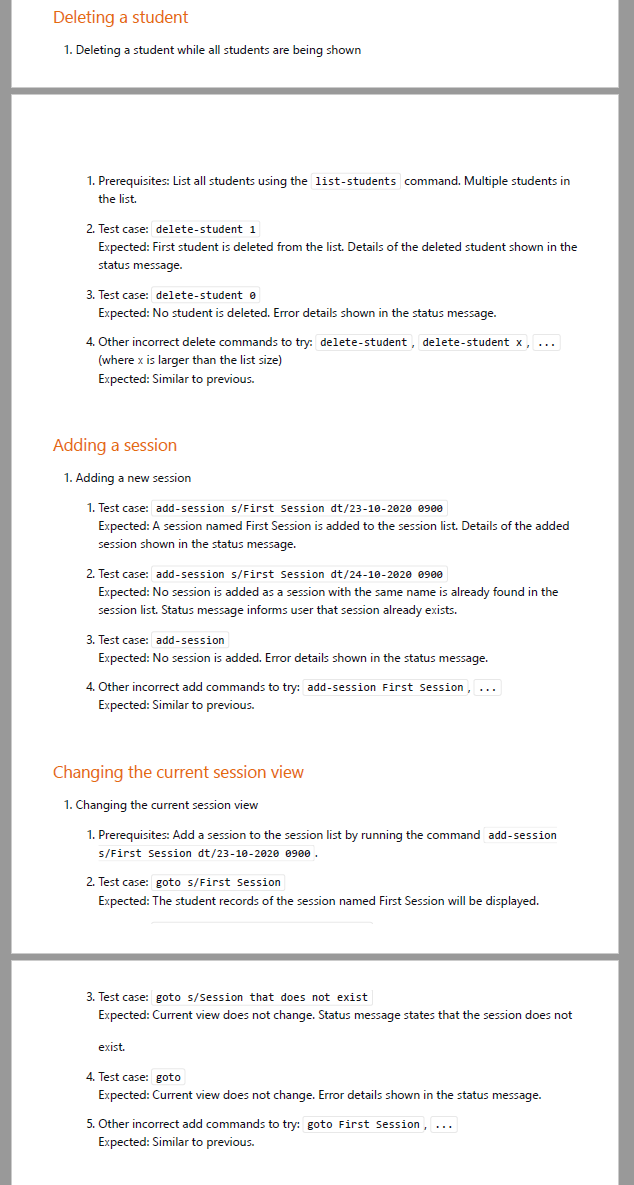 Deleting a student
1. Deleting a student while all students are being shown
1. Prerequisites: List all students using the list-students command. Multiple students in
the list.
2. Test case: delete-student 1
Expected: First student is deleted from the list. Details of the deleted student shown in the
status message.
3. Test case: delete-student 0
Expected: No student is deleted. Error details shown in the status message.
4. Other incorrect delete commands to try: delete-student , delete-student x , ...
(where x is larger than the list size)
Expected: Similar to previous.
Adding a session
1. Adding a new session
1. Test case: add-session s/First Session dt/23-10-2020 0900
Expected: A session named First Session is added to the session list. Details of the added
session shown in the status message.
2. Test case: add-session s/First Session dt/24-10-2020 0900
Expected: No session is added as a session with the same name is already found in the
session list. Status message informs user that session already exists.
3. Test case: add-session
Expected: No session is added. Error details shown in the status message.
4. Other incorrect add commands to try: add-session First Session , ...
Expected: Similar to previous.
Changing the current session view
1. Changing the current session view
1. Prerequisites: Add a session to the session list by running the command add-session
s/First Session dt/23-10-2020 0900 .
2. Test case: goto s/First Session
Expected: The student records of the session named First Session will be displayed.
3. Test case: goto s/Session that does not exist
Expected: Current view does not change. Status message states that the session does not
exist.
4. Test case: goto
Expected: Current view does not change. Error details shown in the status message.
5. Other incorrect add commands to try: goto First Session , ...
Expected: Similar to previous.